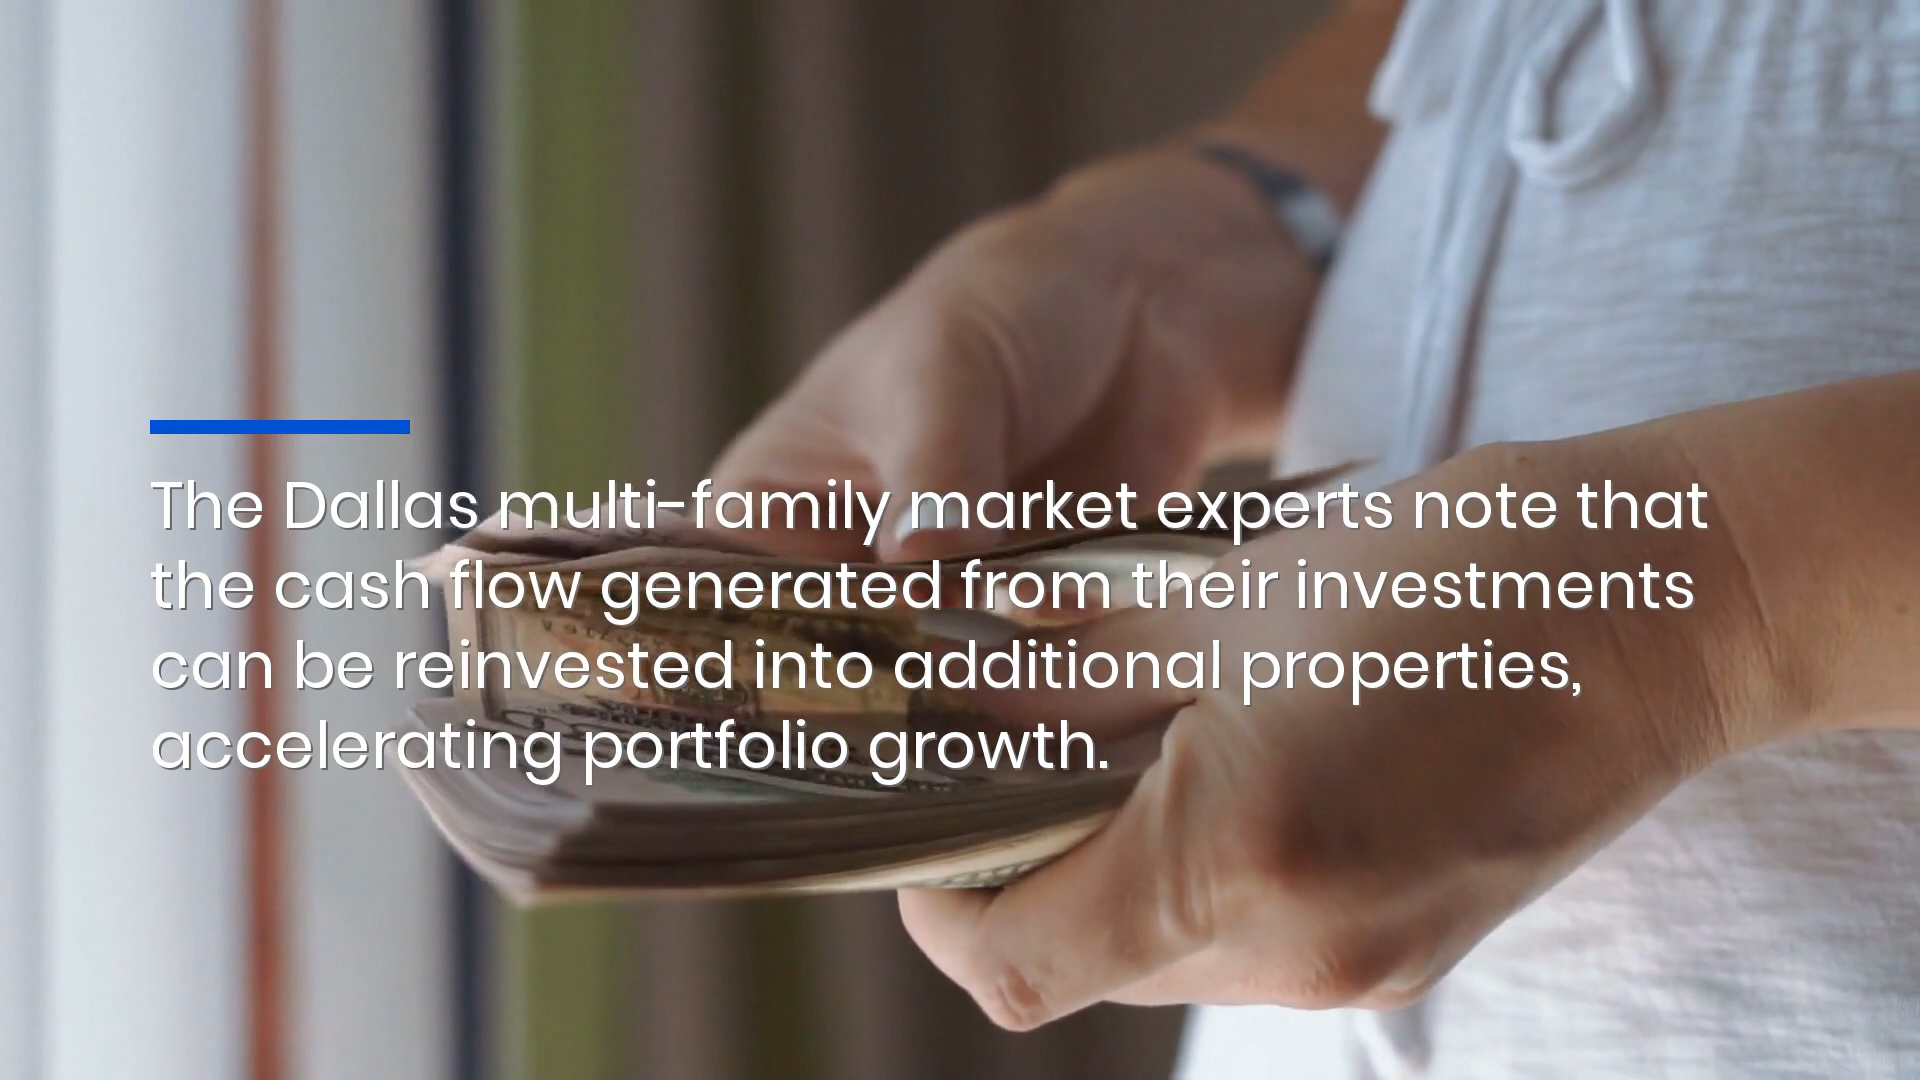 The Dallas multi-family market experts note that
the cash flow generated from their investments
can be reinvested into additional properties,
accelerating portfolio growth.